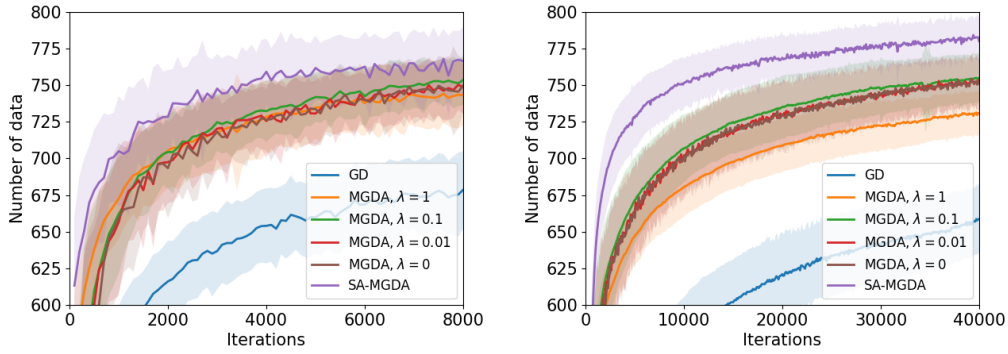 800
775
750
725
700
675
650
625
600
Number of data
0
2000
4000
6000
8000
Iterations
GD
MGDA, λ = 1
MGDA, λ = 0.1
MGDA, λ = 0.01
MGDA, λ = 0
SA-MGDA
800
775
750
725
700
675
650
625
600
Number of data
0
10000
20000
30000
40000
Iterations
GD
MGDA, λ = 1
MGDA, λ = 0.1
MGDA, λ = 0.01
MGDA, λ = 0
SA-MGDA